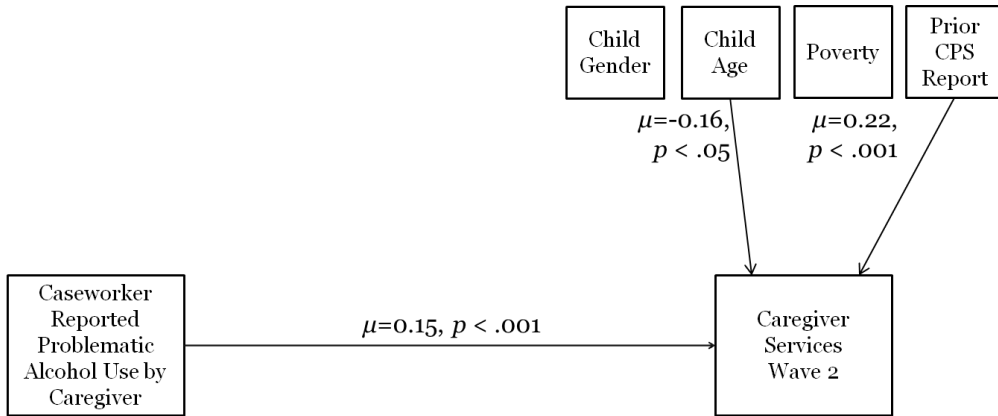 Child
Gender
Child
Age
Poverty
Prior
CPS
Report
μ=-0.16,
p < .05
μ=0.22,
p < .001
Caseworker
Reported
Problematic
Alcohol Use by
Caregiver
μ=0.15, p < .001
Caregiver
Services
Wave 2